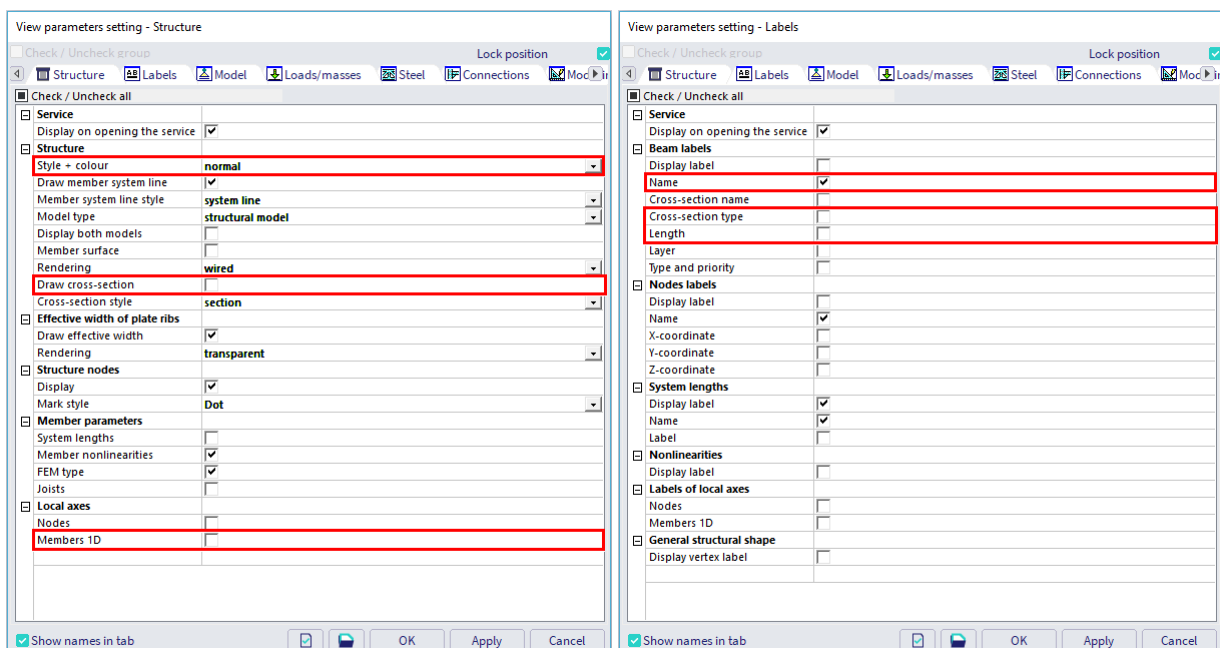 View parameters setting - Structure
Check / Uncheck group
Lock position
Structure Labels Model Loads/masses Steel Connections
Check / Uncheck all
Service
Display on opening the service
Structure
Style + colour normal
Draw member system line
Member system line style system line
Model type structural model
Display both models
Member surface
Rendering wired
Draw cross-section
Cross-section style section
Effective width of plate ribs
Draw effective width
Rendering transparent
Structure nodes
Display
Mark style Dot
Member parameters
System lengths
Member nonlinearities
FEM type
Joists
Local axes
Nodes
Members 1D
Show names in tab
OK Apply Cancel
View parameters setting - Labels
Check / Uncheck group
Lock position
Structure Labels Model Loads/masses Steel Connections
Check / Uncheck all
Service
Display on opening the service
Beam labels
Display label
Name
Cross-section name
Cross-section type
Length
Layer
Type and priority
Nodes labels
Display label
Name
X-coordinate
Y-coordinate
Z-coordinate
System lengths
Display label
Name
Label
Nonlinearities
Display label
Labels of local axes
Nodes
Members 1D
General structural shape
Display vertex label
Show names in tab
OK Apply Cancel